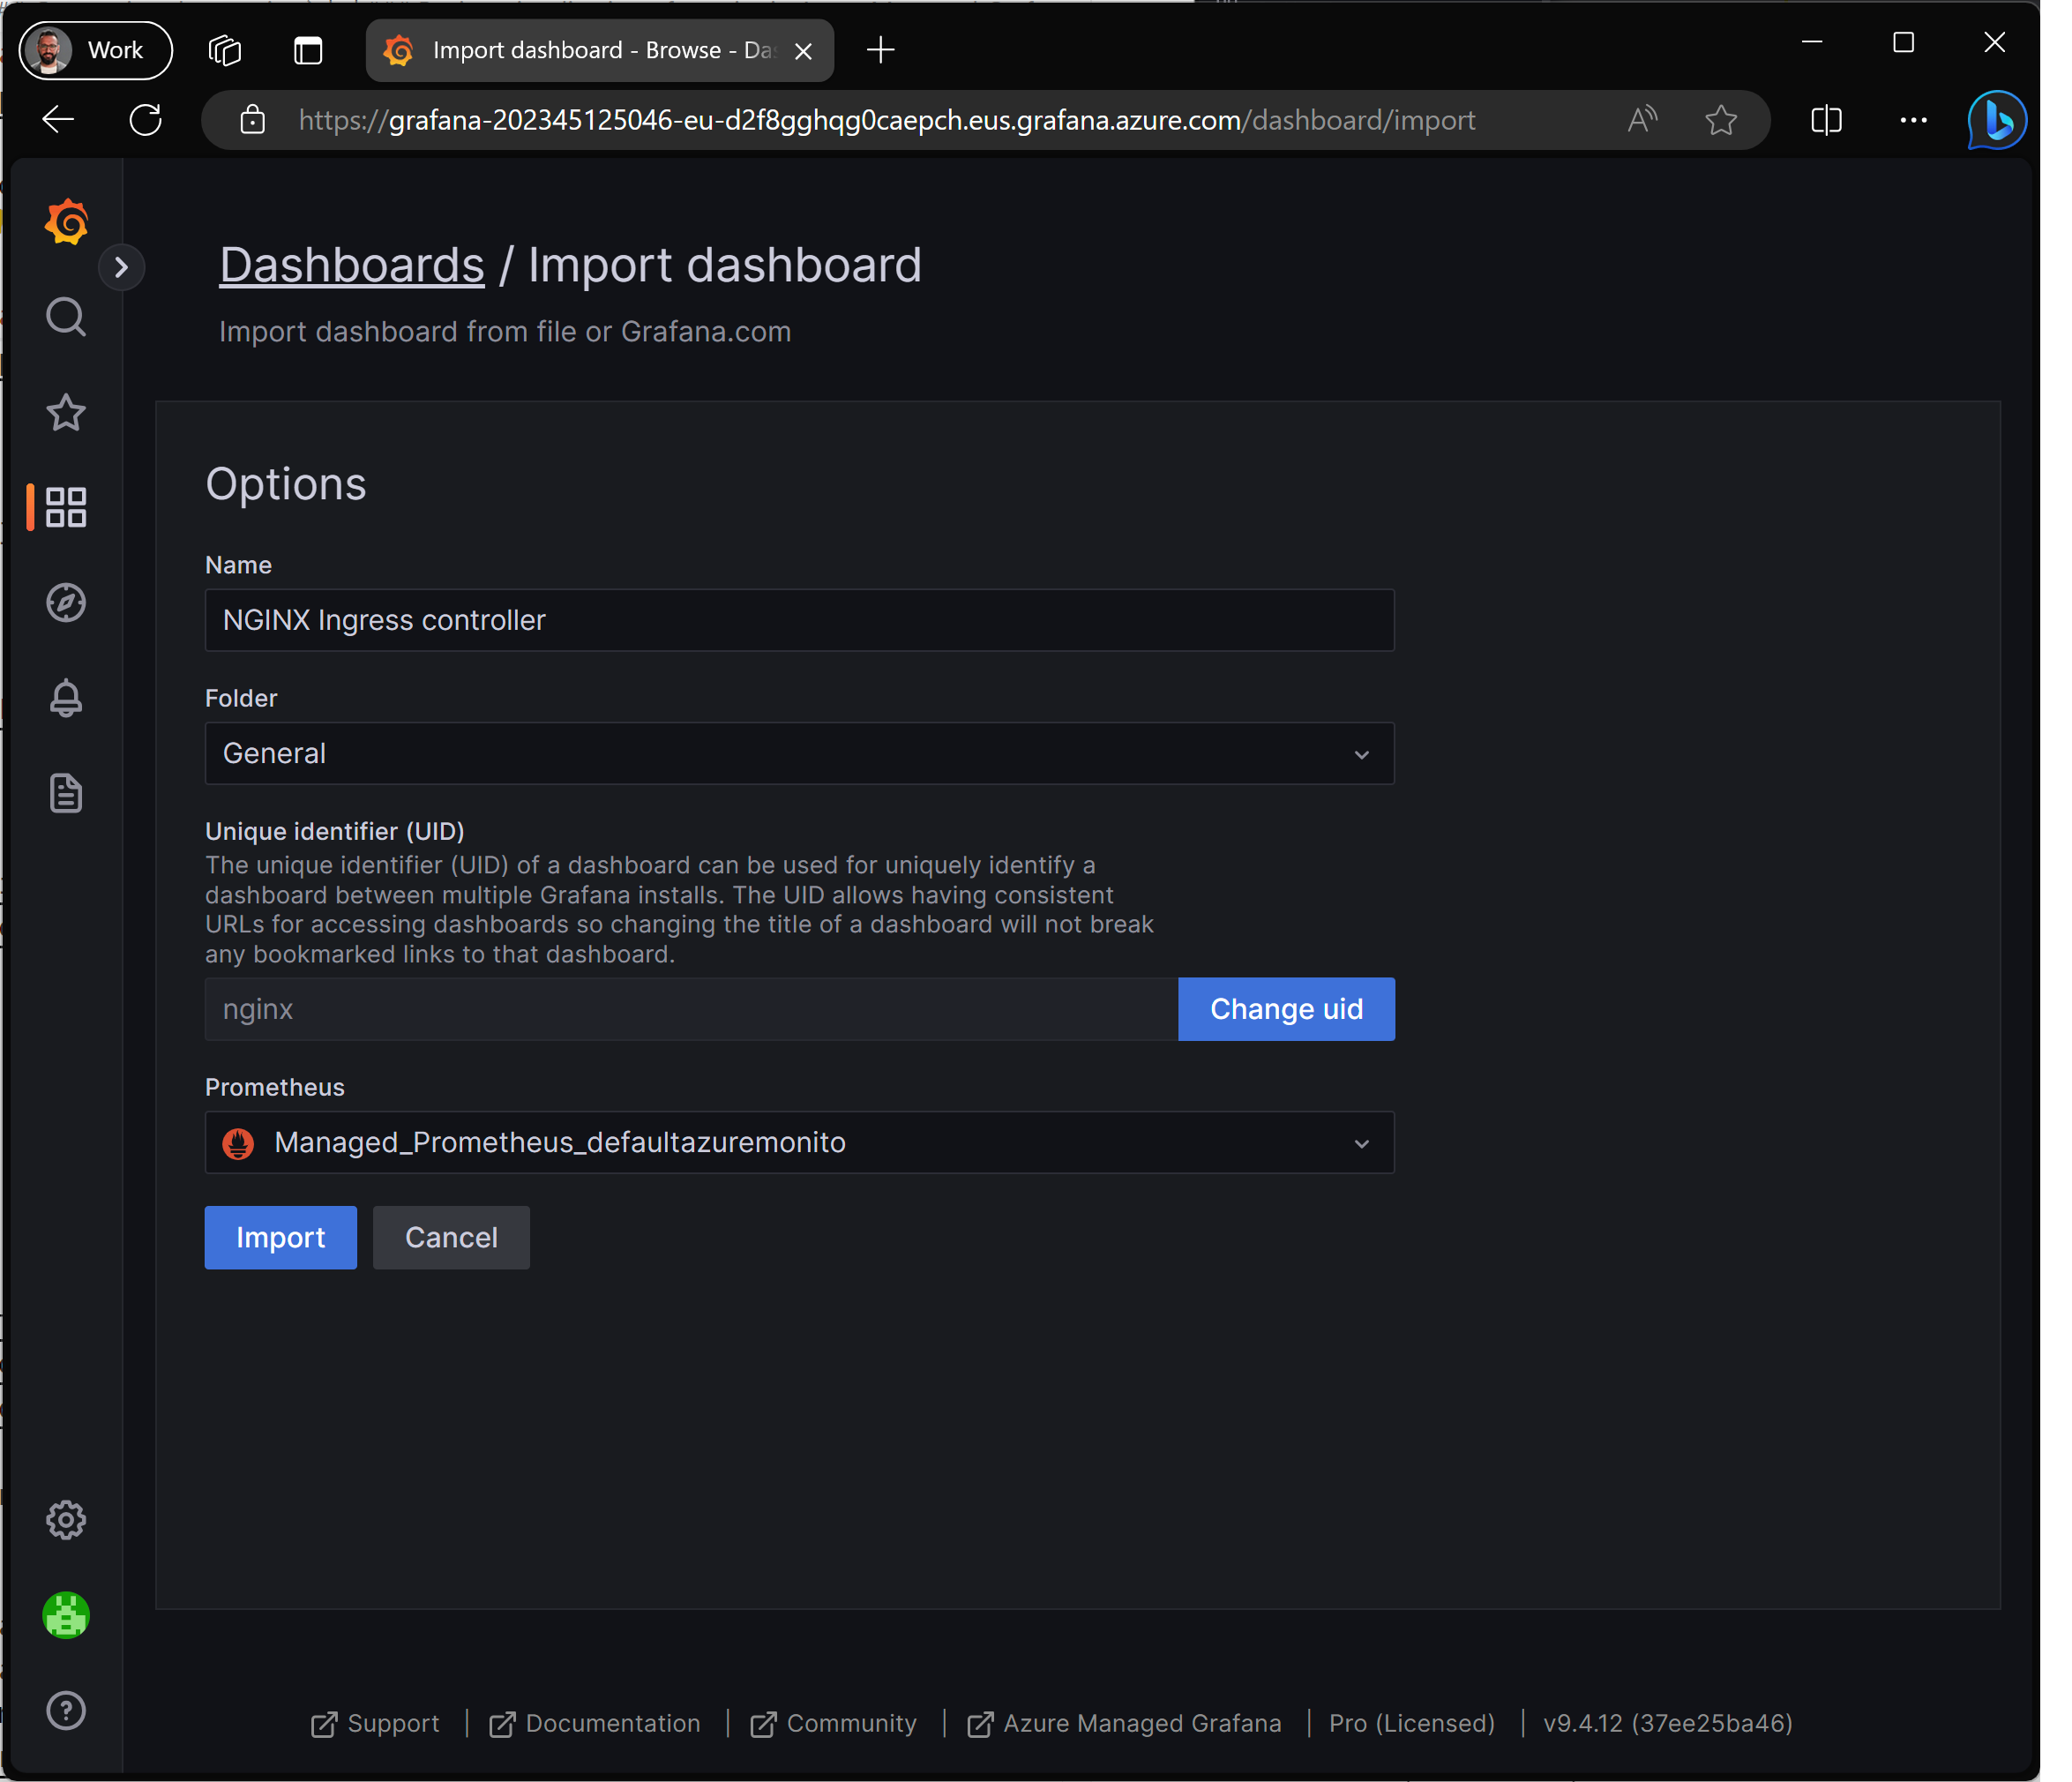 Work
Import dashboard - Browse - Da
https://grafana-202345125046-eu-d2f8gghqg0caepch.eus.grafana.azure.com/dashboard/import
Dashboards / Import dashboard
Import dashboard from file or Grafana.com
Options
Name
NGINX Ingress controller
Folder
General
Unique identifier (UID)
The unique identifier (UID) of a dashboard can be used for uniquely identify a
dashboard between multiple Grafana installs. The UID allows having consistent
URLs for accessing dashboards so changing the title of a dashboard will not break
any bookmarked links to that dashboard.
nginx
Change uid
Prometheus
Managed_Prometheus_defaultazuremonito
Import
Cancel
Support | Documentation | Community | Azure Managed Grafana | Pro (Licensed) | v9.4.12 (37ee25ba46)